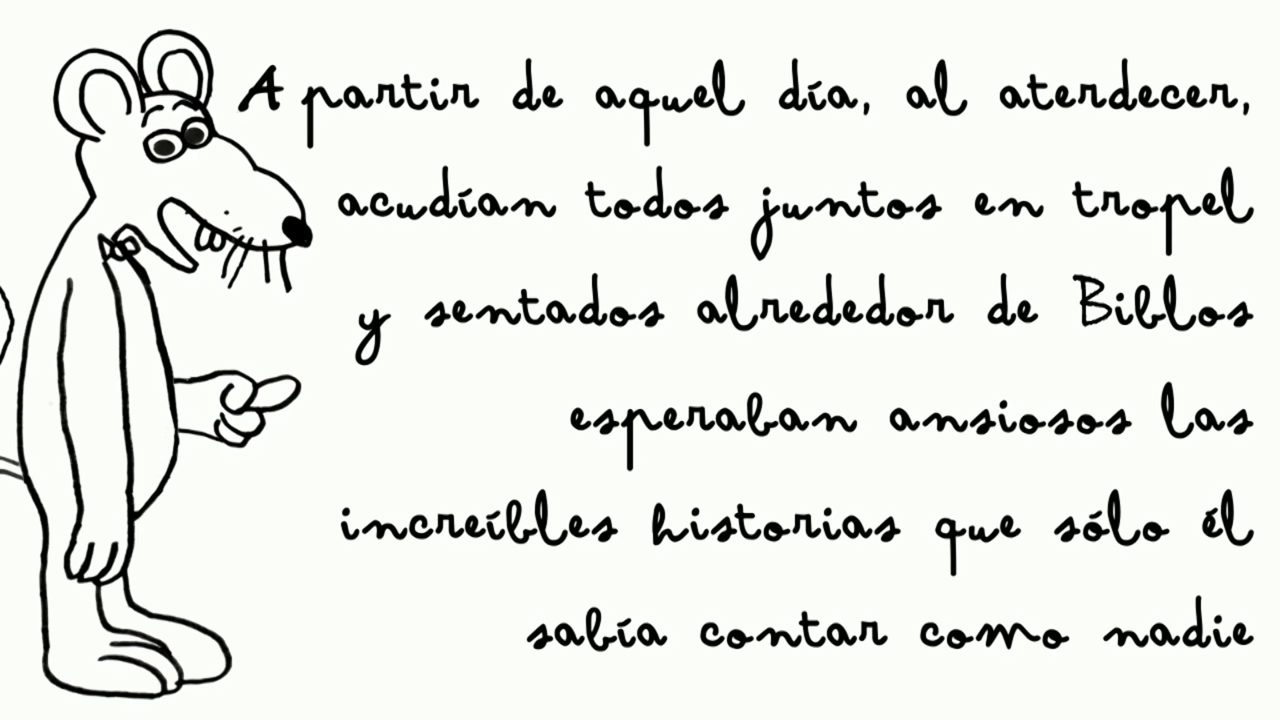 A partir de aquel día, al aterdecer,
acudían todos juntos en tropel
y sentados alrededor de Biblos
esperaban ansiosos las
increíbles historias que sólo él
sabía contar como nadie